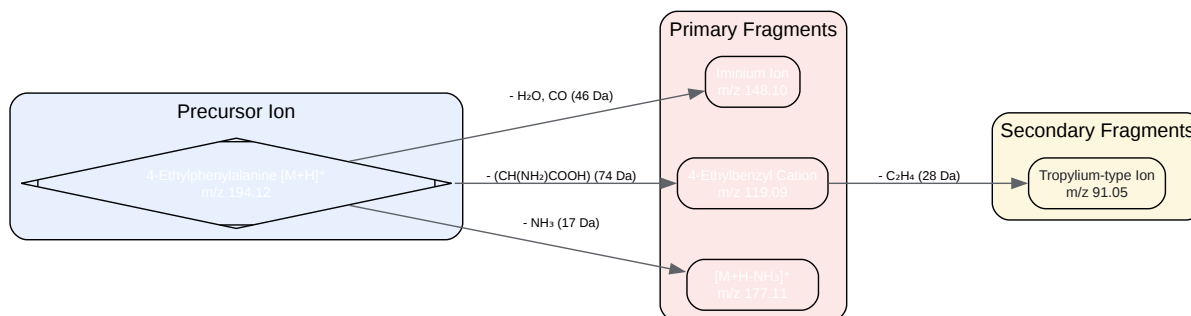 Precursor Ion
4-Ethylphenylalanine [M+H]⁺
m/z 194.12
- H₂O, CO (46 Da)
- (CH(NH₂)COOH) (74 Da)
- NH₃ (17 Da)
Primary Fragments
Iminium Ion
m/z 148.10
4-Ethylbenzyl Cation
m/z 119.09
[M+H-NH₃]⁺
m/z 177.11
- C₂H₄ (28 Da)
Secondary Fragments
Tropylium-type Ion
m/z 91.05